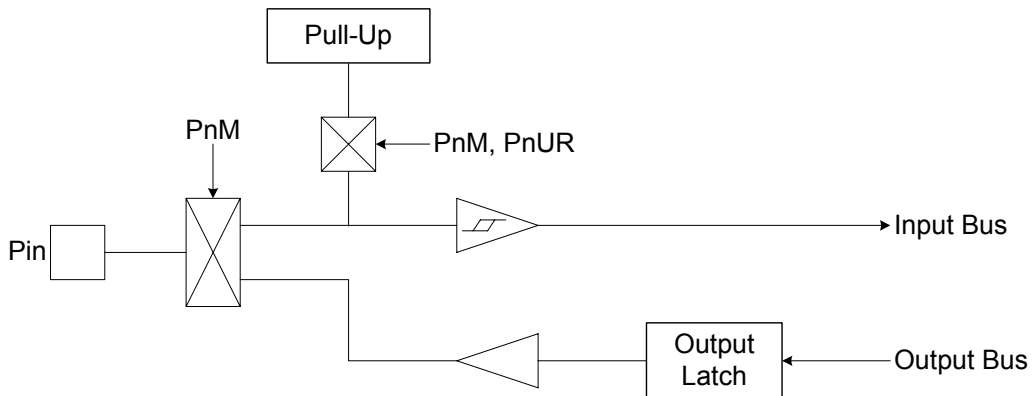 Pull-Up
PnM
PnM, PnUR
Pin
Input Bus
Output
Latch
Output Bus